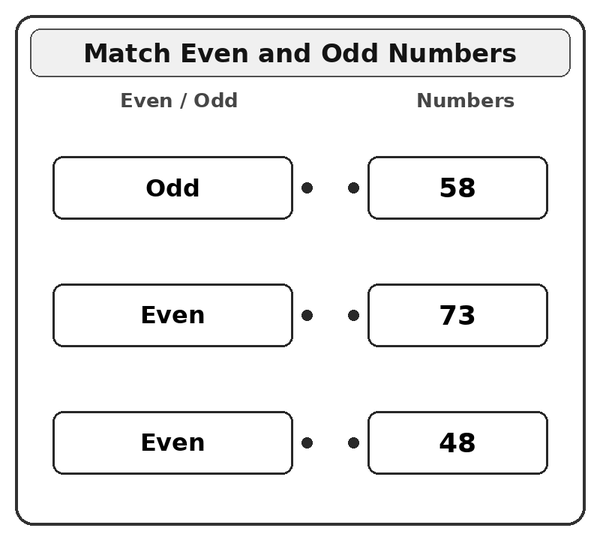 Match Even and Odd Numbers
Even / Odd Numbers
Odd 58
Even 73
Even 48